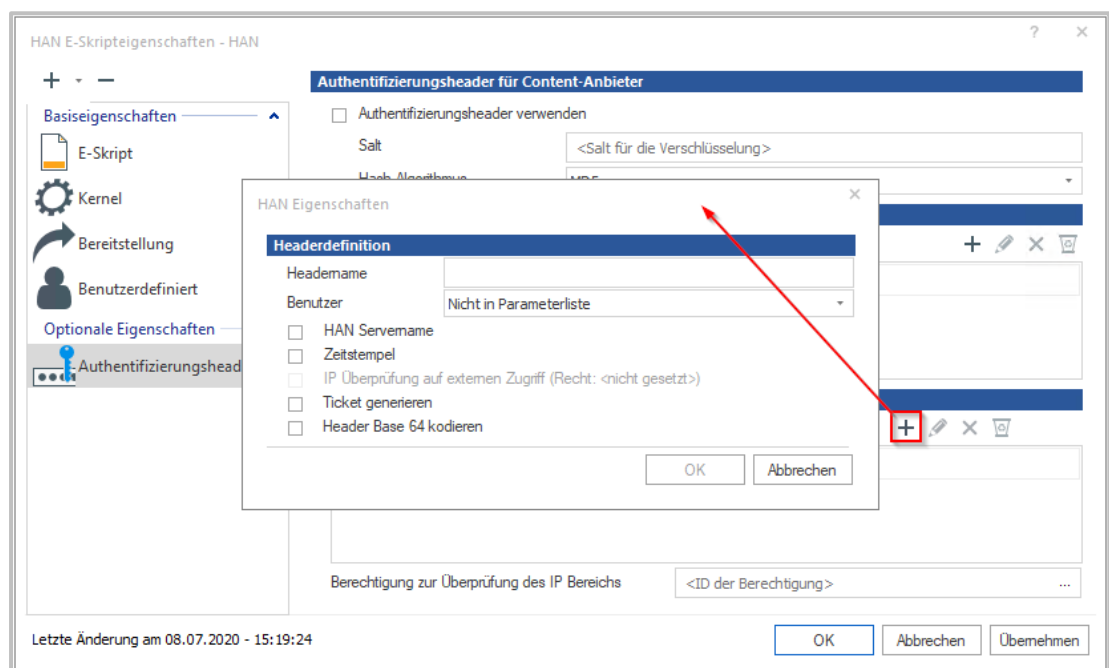 HAN E-Skripteigenschaften - HAN
Basiseigenschaften
E-Skript
Kernel
Bereitstellung
Benutzerdefiniert
Optionale Eigenschaften
Authentifizierungshead
Authentifizierungsheader für Content-Anbieter
Authentifizierungsheader verwenden
Salt
<Salt für die Verschlüsselung>
Hash Algorithmus
MD5
HAN Eigenschaften
Headerdefinition
Headername
Benutzer
Nicht in Parameterliste
HAN Servername
Zeitstempel
IP Überprüfung auf externen Zugriff (Recht: <nicht gesetzt>)
Ticket generieren
Header Base 64 kodieren
OK
Abbrechen
Berechtigung zur Überprüfung des IP Bereichs
<ID der Berechtigung>
...
Letzte Änderung am 08.07.2020 - 15:19:24
OK
Abbrechen
Übernehmen